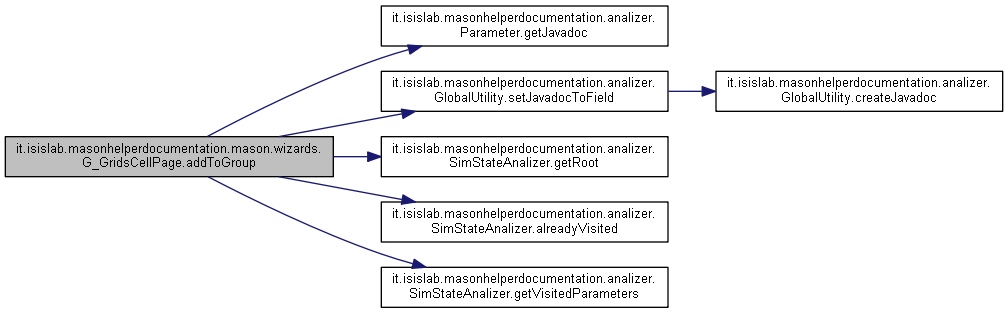 it.isislab.masonhelperdocumentation.analizer.
Parameter.getJavadoc
it.isislab.masonhelperdocumentation.analizer.
GlobalUtility.setJavadocToField
it.isislab.masonhelperdocumentation.analizer.
GlobalUtility.createJavadoc
it.isislab.masonhelperdocumentation.mason.wizards.
G_GridsCellPage.addToGroup
it.isislab.masonhelperdocumentation.analizer.
SimStateAnalizer.getRoot
it.isislab.masonhelperdocumentation.analizer.
SimStateAnalizer.alreadyVisited
it.isislab.masonhelperdocumentation.analizer.
SimStateAnalizer.getVisitedParameters